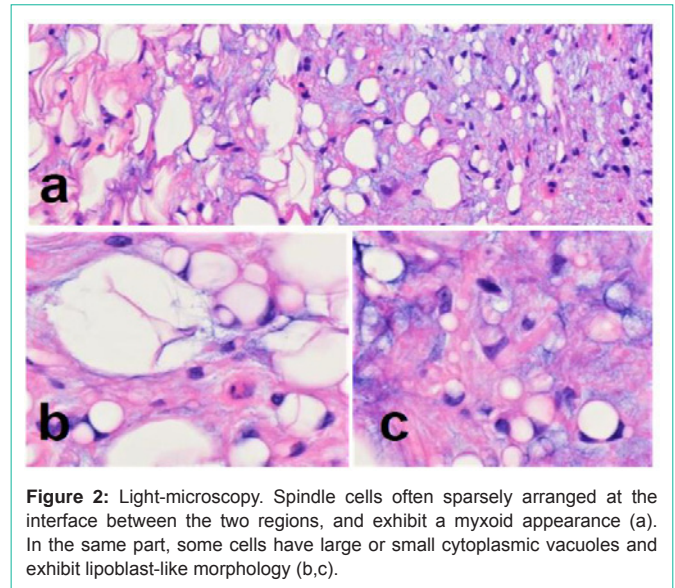 a
b
c
Figure 2: Light-microscopy. Spindle cells often sparsely arranged at the
interface between the two regions, and exhibit a myxoid appearance (a).
In the same part, some cells have large or small cytoplasmic vacuoles and
exhibit lipoblast-like morphology (b,c).